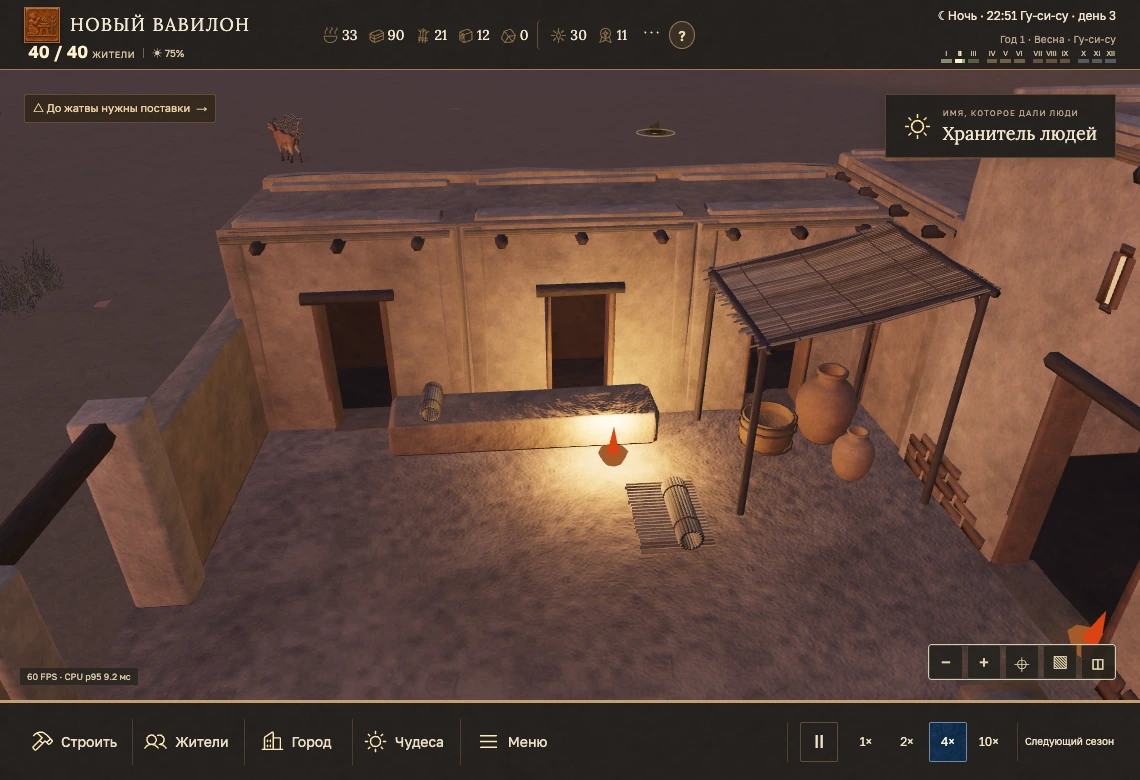 НОВЫЙ ВАВИЛОН
40 / 40 ЖИТЕЛИ 75%
33 90 21 12 0 30 11 ... ?
Ночь · 22:51 Гу-си-су · день 3
Год 1 · Весна · Гу-си-су
I II III IV V VI VII VIII IX X XI XII
До жатвы нужны поставки →
ИМЯ, КОТОРОЕ ДАЛИ ЛЮДИ
Хранитель людей
60 FPS · CPU p95 9.2 мс
− +
Строить Жители Город Чудеса Меню
1× 2× 4× 10× Следующий сезон